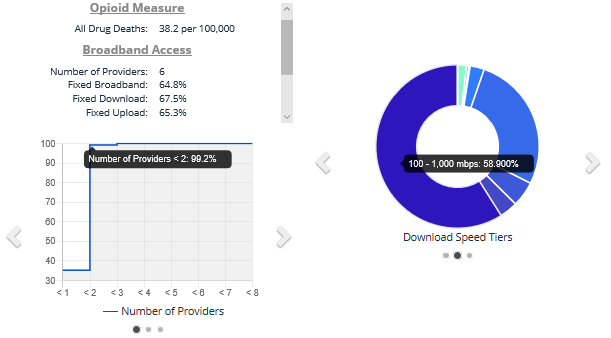 Opioid Measure
All Drug Deaths: 38.2 per 100,000
Broadband Access
Number of Providers: 6
Fixed Broadband: 64.8%
Fixed Download: 67.5%
Fixed Upload: 65.3%
100
90
80
70
60
50
40
30
Number of Providers < 2: 99.2%
< 1 < 2 < 3 < 4 < 5 < 6 < 7 < 8
Number of Providers
100 - 1,000 mbps: 58.900%
Download Speed Tiers